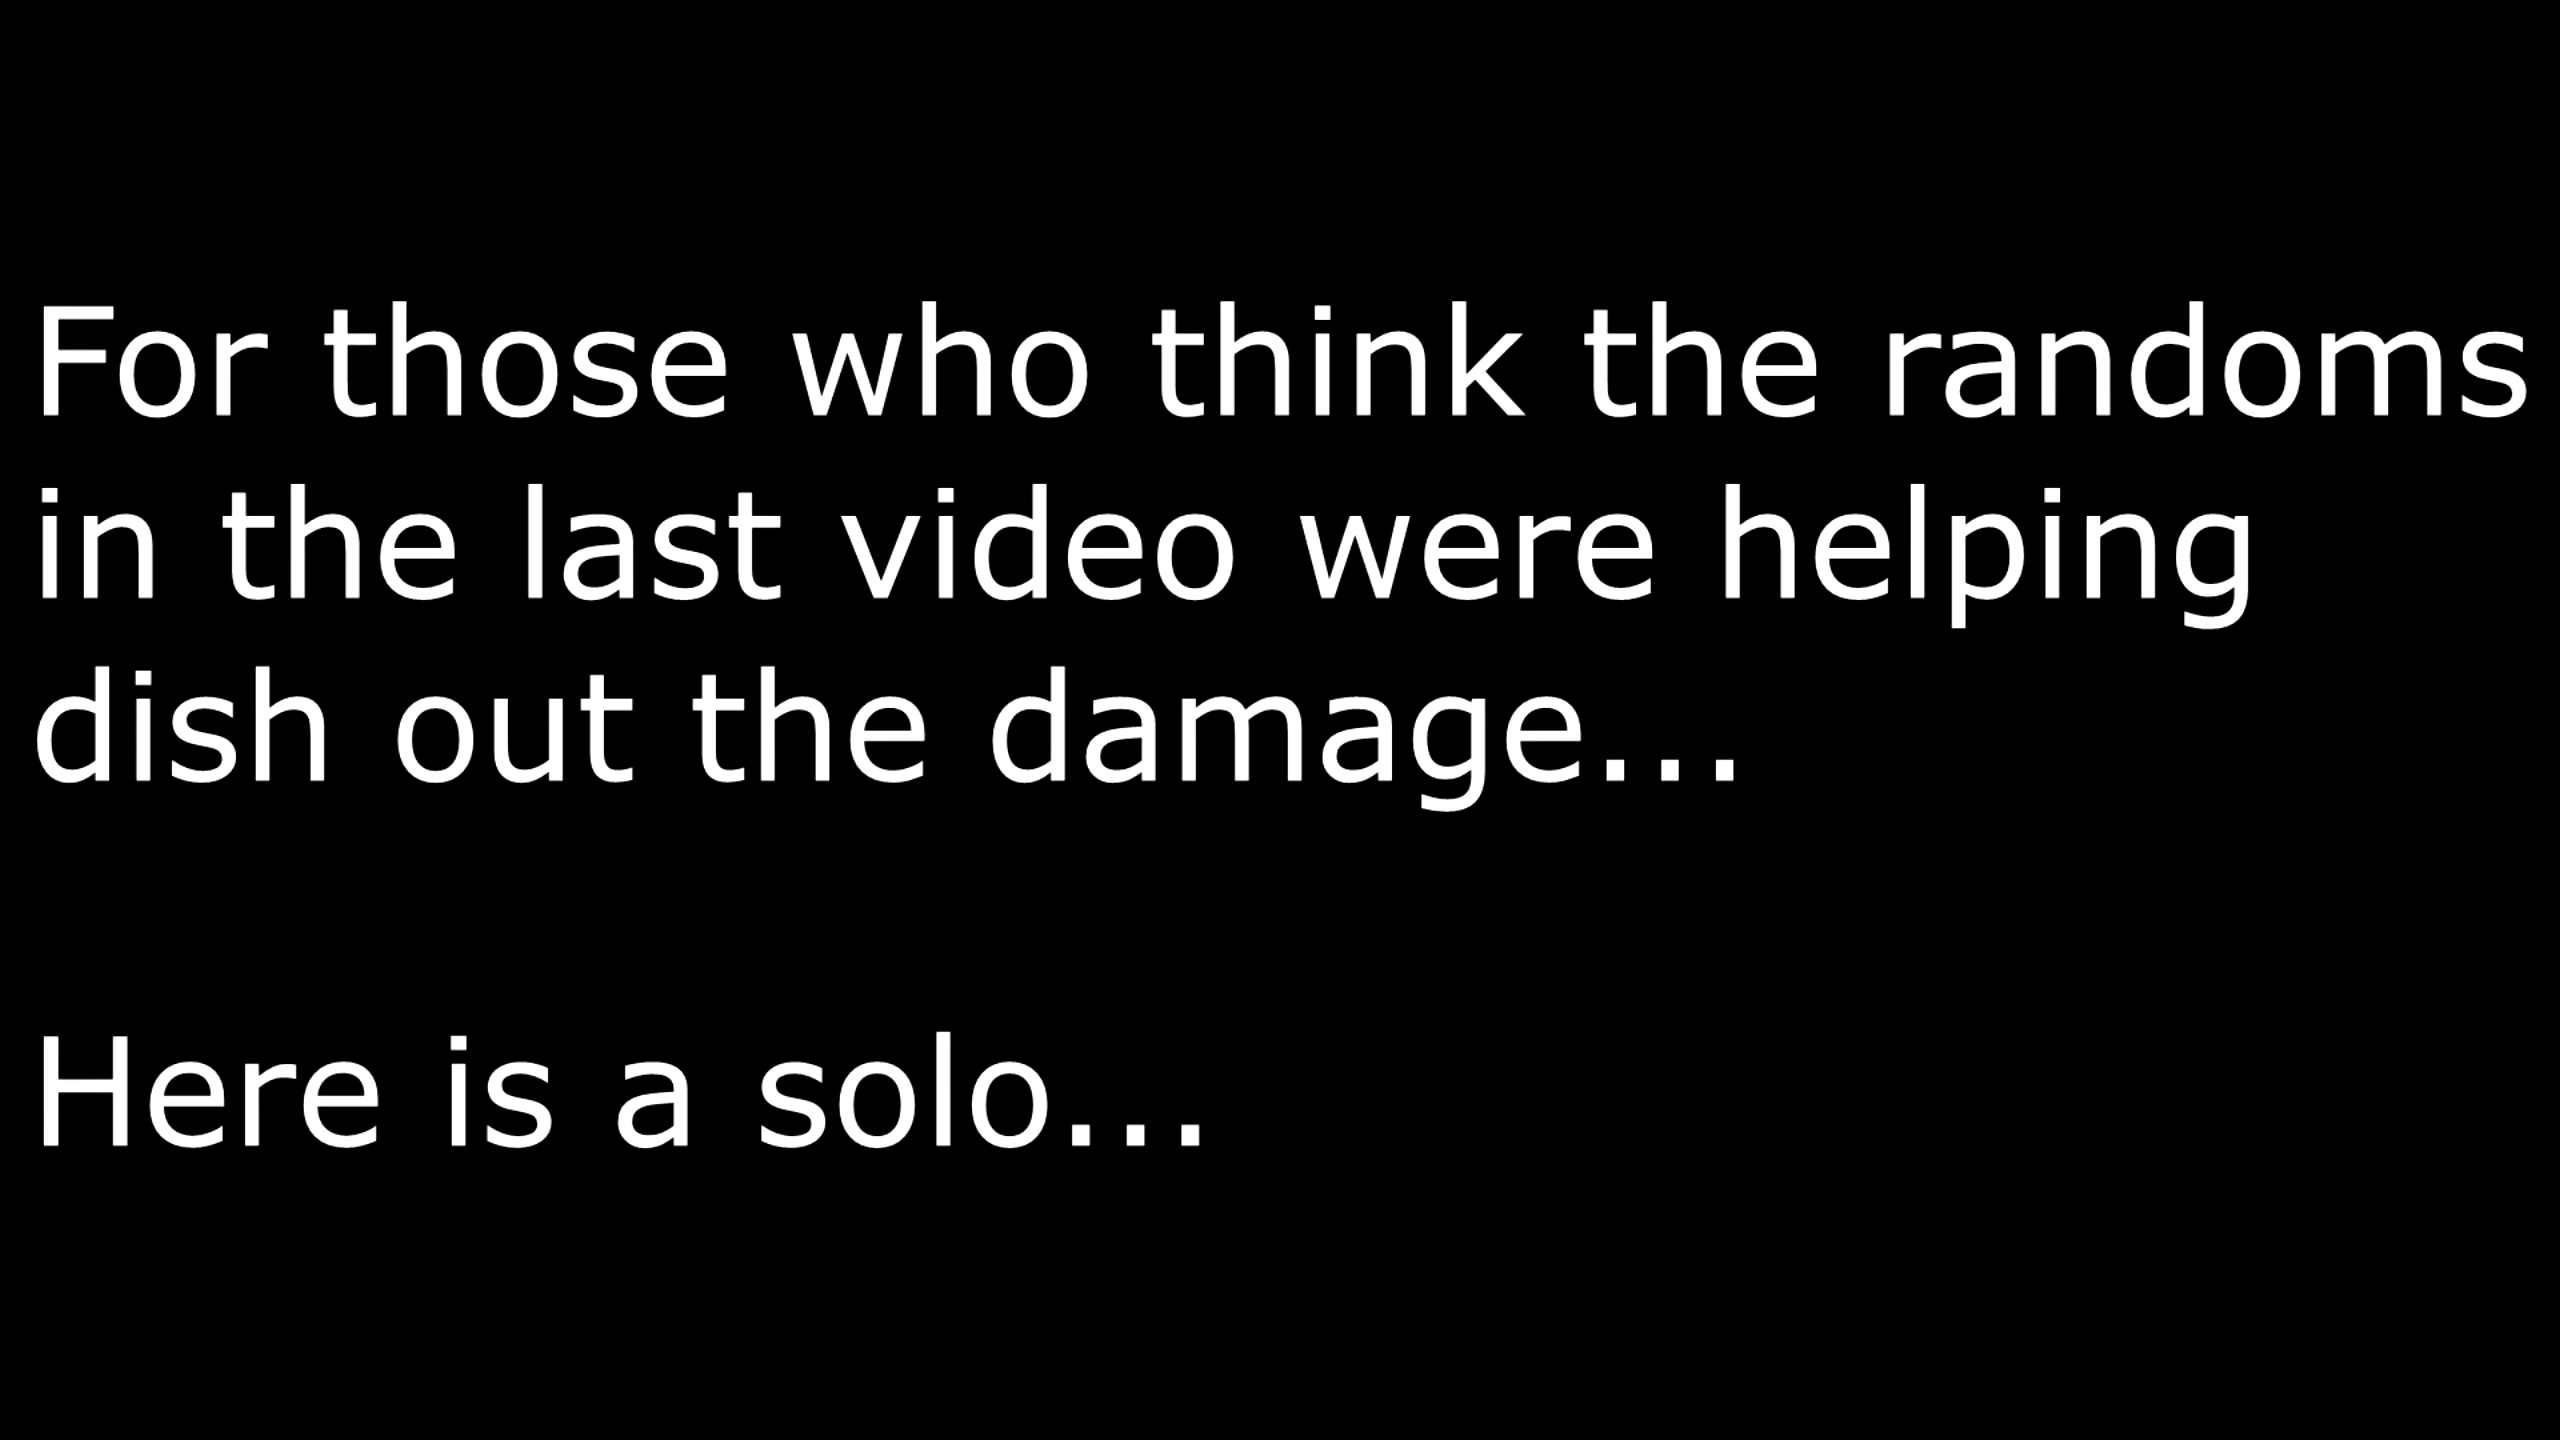 For those who think the randoms
in the last video were helping
dish out the damage...
Here is a solo...